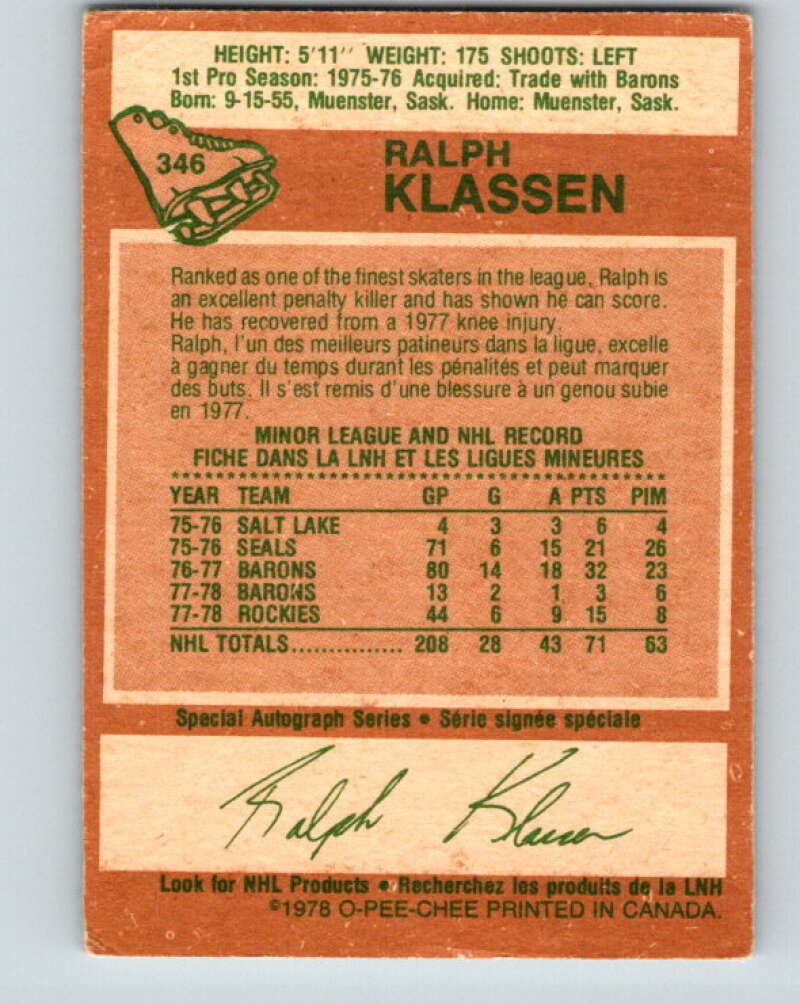 HEIGHT: 5'11'' WEIGHT: 175 SHOOTS: LEFT
1st Pro Season: 1975-76 Acquired: Trade with Barons
Born: 9-15-55, Muenster, Sask. Home: Muenster, Sask.
346
RALPH
KLASSEN
Ranked as one of the finest skaters in the league, Ralph is
an excellent penalty killer and has shown he can score.
He has recovered from a 1977 knee injury.
Ralph, l'un des meilleurs patineurs dans la ligue, excelle
à gagner du temps durant les pénalités et peut marquer
des buts. Il s'est remis d'une blessure à un genou subie
en 1977.
MINOR LEAGUE AND NHL RECORD
FICHE DANS LA LNH ET LES LIGUES MINEURES
YEAR TEAM GP G A PTS PIM
75-76 SALT LAKE 4 3 3 6 4
75-76 SEALS 71 6 15 21 26
76-77 BARONS 80 14 18 32 23
77-78 BARONS 13 2 1 3 6
77-78 ROCKIES 44 6 9 15 8
NHL TOTALS............... 208 28 43 71 63
Special Autograph Series • Série signée spéciale
Ralph Klassen
Look for NHL Products • Recherchez les produits de la LNH
©1978 O-PEE-CHEE PRINTED IN CANADA.